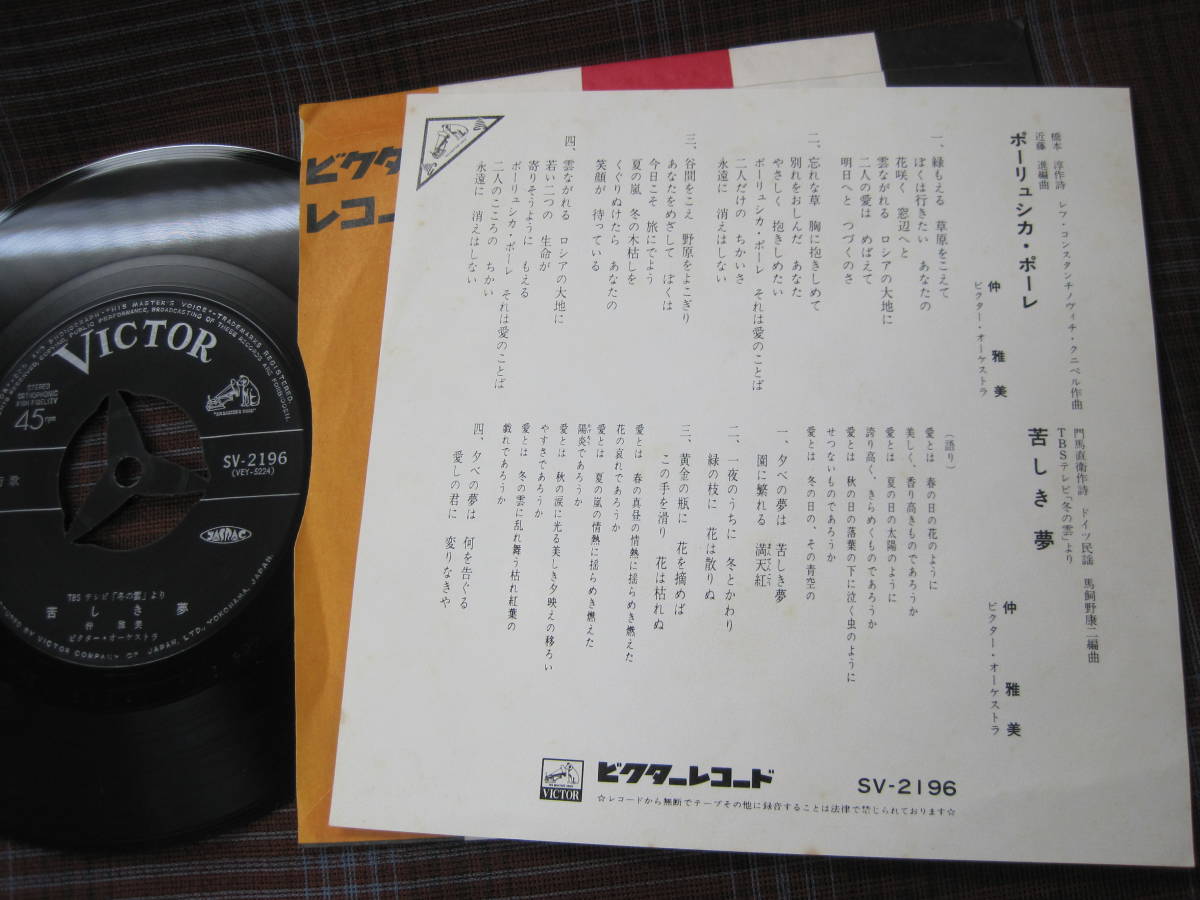 橋本 淳作詩 レフ・コンスタンチノヴィチ・クニペル作曲
近藤 進編曲
ポーリュシカ・ポーレ
仲 雅美
ビクター・オーケストラ
一、緑もえる 草原をこえて
ぼくは行きたい あなたの
花咲く 窓辺へと
雲ながれる ロシアの大地に
二人の愛は めばえて
明日へと つづくのさ
二、忘れな草 胸に抱きしめて
別れをおしんだ あなた
やさしく 抱きしめたい
ポーリュシカ・ポーレ それは愛のことば
二人だけの ちかいさ
永遠に 消えはしない
三、谷間をこえ 野原をよこぎり
あなたをめざして ぼくは
今日こそ 旅にでよう
夏の嵐 冬の木枯しを
くぐりぬけたら あなたの
笑顔が 待っている
四、雲ながれる ロシアの大地に
若い二つの 生命が
寄りそうように もえる
ポーリュシカ・ポーレ それは愛のことば
二人のこころの ちかい
永遠に 消えはしない
門馬直衛作詩 ドイツ民謡 馬飼野康二編曲
TBSテレビ「冬の雲」より
苦しき夢
仲 雅美
ビクター・オーケストラ
(語り)
愛とは 春の日の花のように
美しく、香り高きものであろうか
愛とは 夏の日の太陽のように
誇り高く、きらめくものであろうか
愛とは 秋の日の落葉の下に泣く虫のように
せつないものであろうか
愛とは 冬の日の、その青空の
一、夕べの夢は 苦しき夢
園に繁れる 満天紅
二、一夜のうちに 冬とかわり
緑の枝に 花は散りぬ
三、黄金の瓶に 花を摘めば
この手を滑り 花は枯れぬ
愛とは 春の真昼の情熱に揺らめき燃えた
花の哀れであろうか
愛とは 夏の嵐の情熱に揺らめき燃えた
陽炎であろうか
愛とは 秋の涙に光る美しき夕映えの移ろい
やすさであろうか
愛とは 冬の雲に乱れ舞う枯れ紅葉の
戯れであろうか
四、夕べの夢は 何を告ぐる
愛しの君に 変りなきや
VICTOR
ビクターレコード
SV-2196
☆レコードから無断でテープその他に録音することは法律で禁じられております☆
ビクター
レコー
"HIS MASTER'S VOICE"
VICTOR
STEREO
ORTHOPHONIC
HIGH FIDELITY
45rpm
SV-2196
(VEY-5224)
JASRAC
TBS テレビ「冬の雲」より
苦しき夢
仲 雅美
ビクター・オーケストラ
VICTOR COMPANY OF JAPAN, LTD., YOKOHAMA, JAPAN.